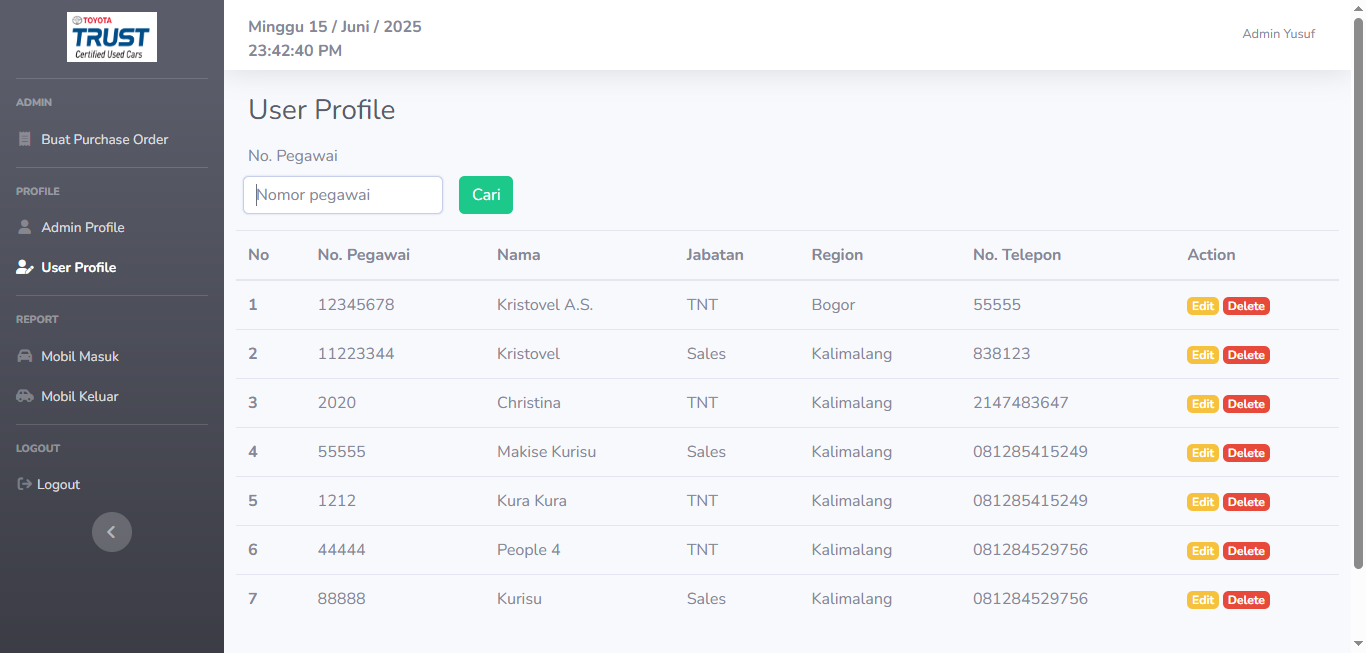 TOYOTA
TRUST
Certified Used Cars
ADMIN
Buat Purchase Order
PROFILE
Admin Profile
User Profile
REPORT
Mobil Masuk
Mobil Keluar
LOGOUT
Logout
Minggu 15 / Juni / 2025
23:42:40 PM
Admin Yusuf
User Profile
No. Pegawai
Nomor pegawai
Cari
No No. Pegawai Nama Jabatan Region No. Telepon Action
1 12345678 Kristovel A.S. TNT Bogor 55555 Edit Delete
2 11223344 Kristovel Sales Kalimalang 838123 Edit Delete
3 2020 Christina TNT Kalimalang 2147483647 Edit Delete
4 55555 Makise Kurisu Sales Kalimalang 081285415249 Edit Delete
5 1212 Kura Kura TNT Kalimalang 081285415249 Edit Delete
6 44444 People 4 TNT Kalimalang 081284529756 Edit Delete
7 88888 Kurisu Sales Kalimalang 081284529756 Edit Delete